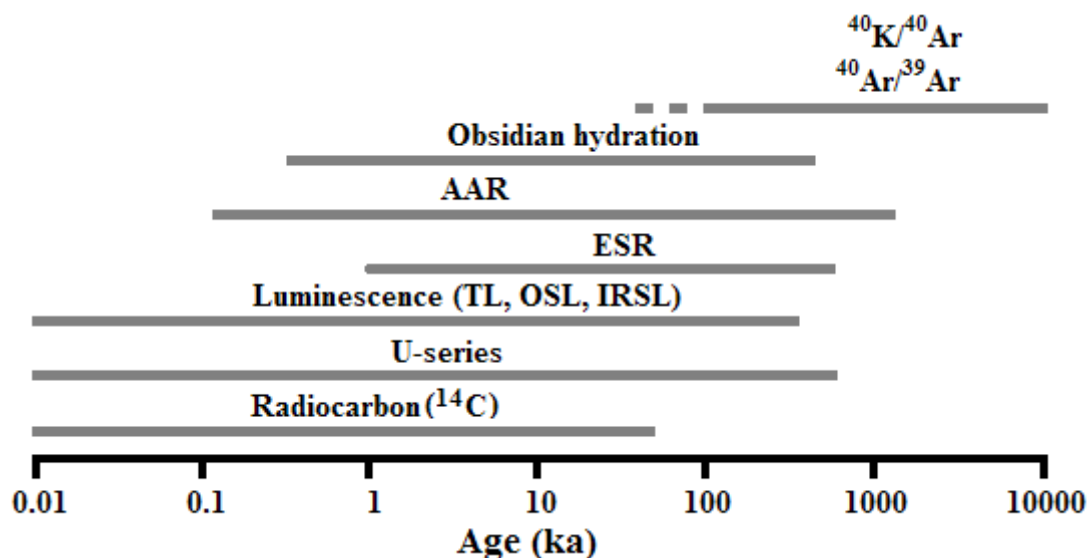 ⁴⁰K/⁴⁰Ar
⁴⁰Ar/³⁹Ar
Obsidian hydration
AAR
ESR
Luminescence (TL, OSL, IRSL)
U-series
Radiocarbon (¹⁴C)
0.01 0.1 1 10 100 1000 10000
Age (ka)